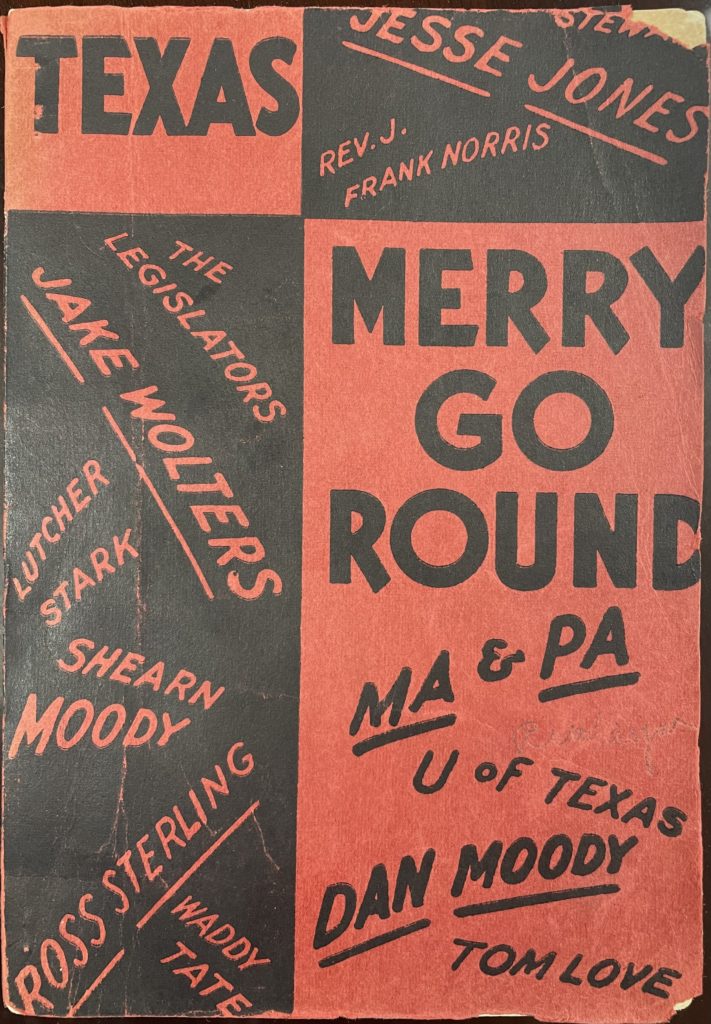 TEXAS
JESSE JONES
REV. J.
FRANK NORRIS
THE
LEGISLATORS
JAKE WOLTERS
LUTCHER
STARK
SHEARN
MOODY
ROSS STERLING
WADDY
TATE
MERRY
GO
ROUND
MA & PA
U OF TEXAS
DAN MOODY
TOM LOVE